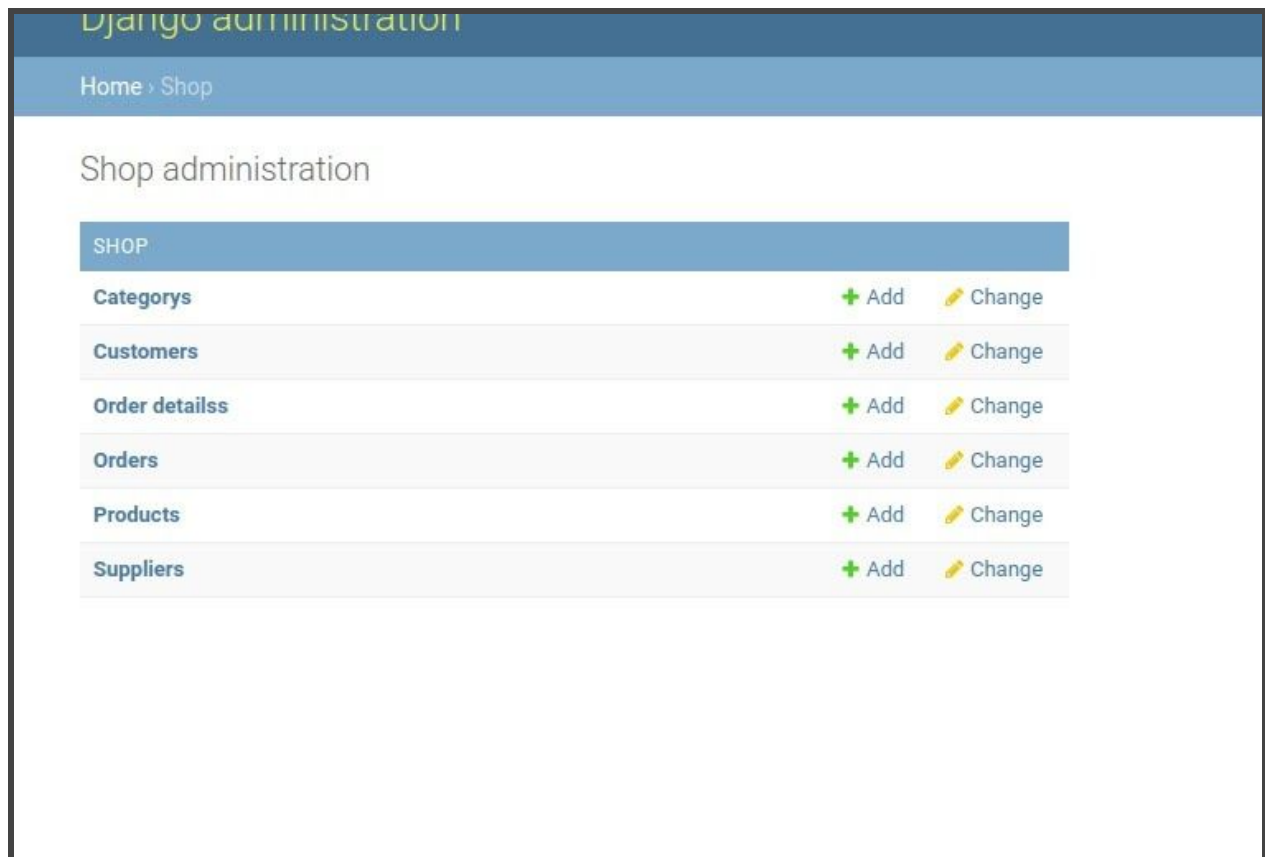 Django administration
Home › Shop
Shop administration
SHOP
Categorys Add Change
Customers Add Change
Order detailss Add Change
Orders Add Change
Products Add Change
Suppliers Add Change